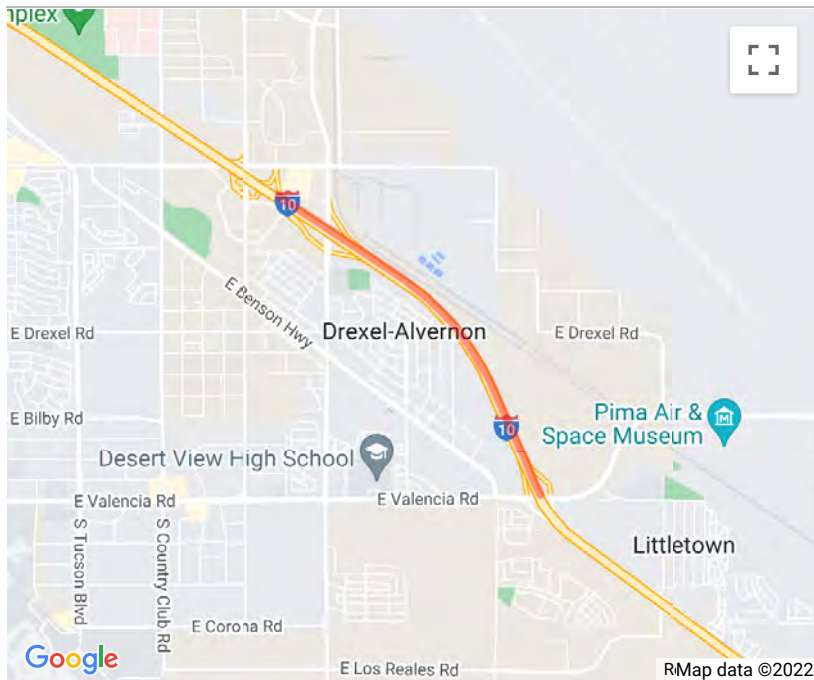 nplex
10
E Benson Hwy
E Drexel Rd
Drexel-Alvernon
E Drexel Rd
E Bilby Rd
10
Pima Air &
Space Museum
Desert View High School
E Valencia Rd
E Valencia Rd
S Tucson Blvd
S Country Club Rd
Littletown
E Corona Rd
Google
E Los Reales Rd
RMap data ©2022